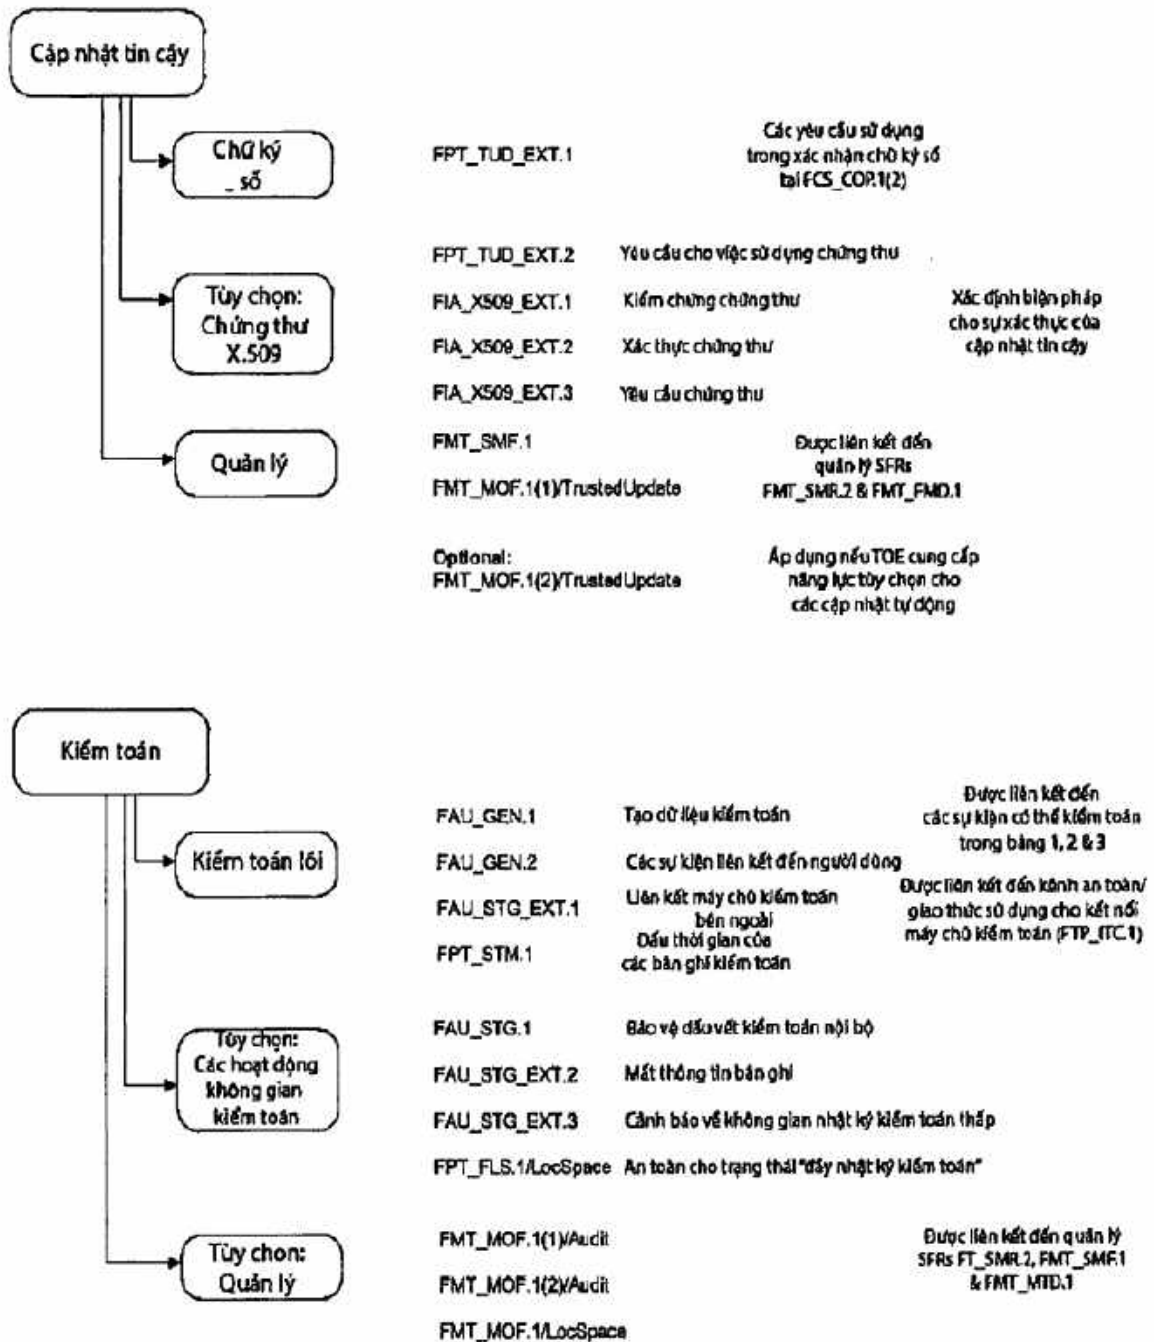 Cập nhật tin cậy
Chữ ký
_ số
FPT_TUD_EXT.1
Các yêu cầu sử dụng
trong xác nhận chữ ký số
tại FCS_COP.1(2)
FPT_TUD_EXT.2 Yêu cầu cho việc sử dụng chứng thư
Tùy chọn:
Chứng thư
X.509
FIA_X509_EXT.1 Kiểm chứng chứng thư
FIA_X509_EXT.2 Xác thực chứng thư
FIA_X509_EXT.3 Yêu cầu chứng thư
Xác định biện pháp
cho sự xác thực của
cập nhật tin cậy
Quản lý
FMT_SMF.1
FMT_MOF.1(1)/TrustedUpdate
Được liên kết đến
quản lý SFRs
FMT_SMR.2 & FMT_FMD.1
Optional:
FMT_MOF.1(2)/TrustedUpdate
Áp dụng nếu TOE cung cấp
năng lực tùy chọn cho
các cập nhật tự động
Kiểm toán
Kiểm toán lõi
FAU_GEN.1 Tạo dữ liệu kiểm toán
Được liên kết đến
các sự kiện có thể kiểm toán
trong bảng 1, 2 & 3
FAU_GEN.2 Các sự kiện liên kết đến người dùng
FAU_STG_EXT.1 Liên kết máy chủ kiểm toán
bên ngoài
Được liên kết đến kênh an toàn/
giao thức sử dụng cho kết nối
máy chủ kiểm toán (FTP_ITC.1)
FPT_STM.1 Dấu thời gian của
các bản ghi kiểm toán
Tùy chọn:
Các hoạt động
không gian
kiểm toán
FAU_STG.1 Bảo vệ dấu vết kiểm toán nội bộ
FAU_STG_EXT.2 Mất thông tin bản ghi
FAU_STG_EXT.3 Cảnh báo về không gian nhật ký kiểm toán thấp
FPT_FLS.1/LocSpace An toàn cho trạng thái "đầy nhật ký kiểm toán"
Tùy chon:
Quản lý
FMT_MOF.1(1)/Audit
FMT_MOF.1(2)/Audit
FMT_MOF.1/LocSpace
Được liên kết đến quản lý
SFRs FT_SMR.2, FMT_SMF.1
& FMT_MTD.1